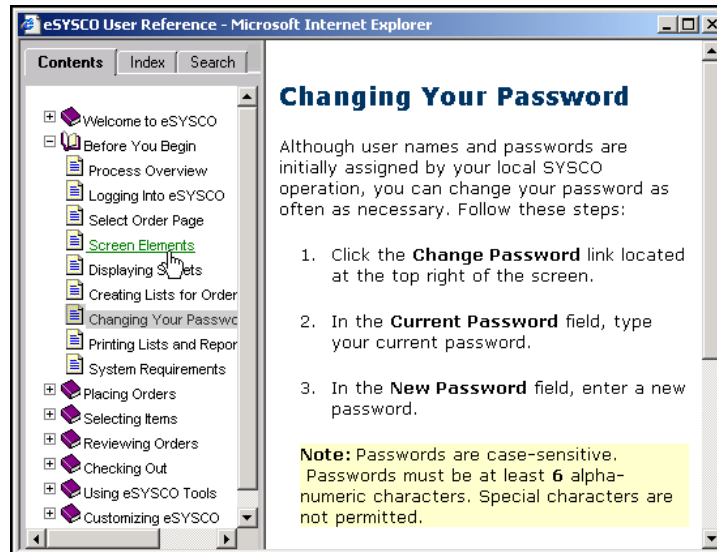 eSYSCO User Reference - Microsoft Internet Explorer
Contents Index Search
Welcome to eSYSCO
Before You Begin
Process Overview
Logging Into eSYSCO
Select Order Page
Screen Elements
Displaying S ets
Creating Lists for Order
Changing Your Passwo
Printing Lists and Repor
System Requirements
Placing Orders
Selecting Items
Reviewing Orders
Checking Out
Using eSYSCO Tools
Customizing eSYSCO
Changing Your Password
Although user names and passwords are
initially assigned by your local SYSCO
operation, you can change your password as
often as necessary. Follow these steps:
1. Click the Change Password link located
at the top right of the screen.
2. In the Current Password field, type
your current password.
3. In the New Password field, enter a new
password.
Note: Passwords are case-sensitive.
Passwords must be at least 6 alpha-
numeric characters. Special characters are
not permitted.